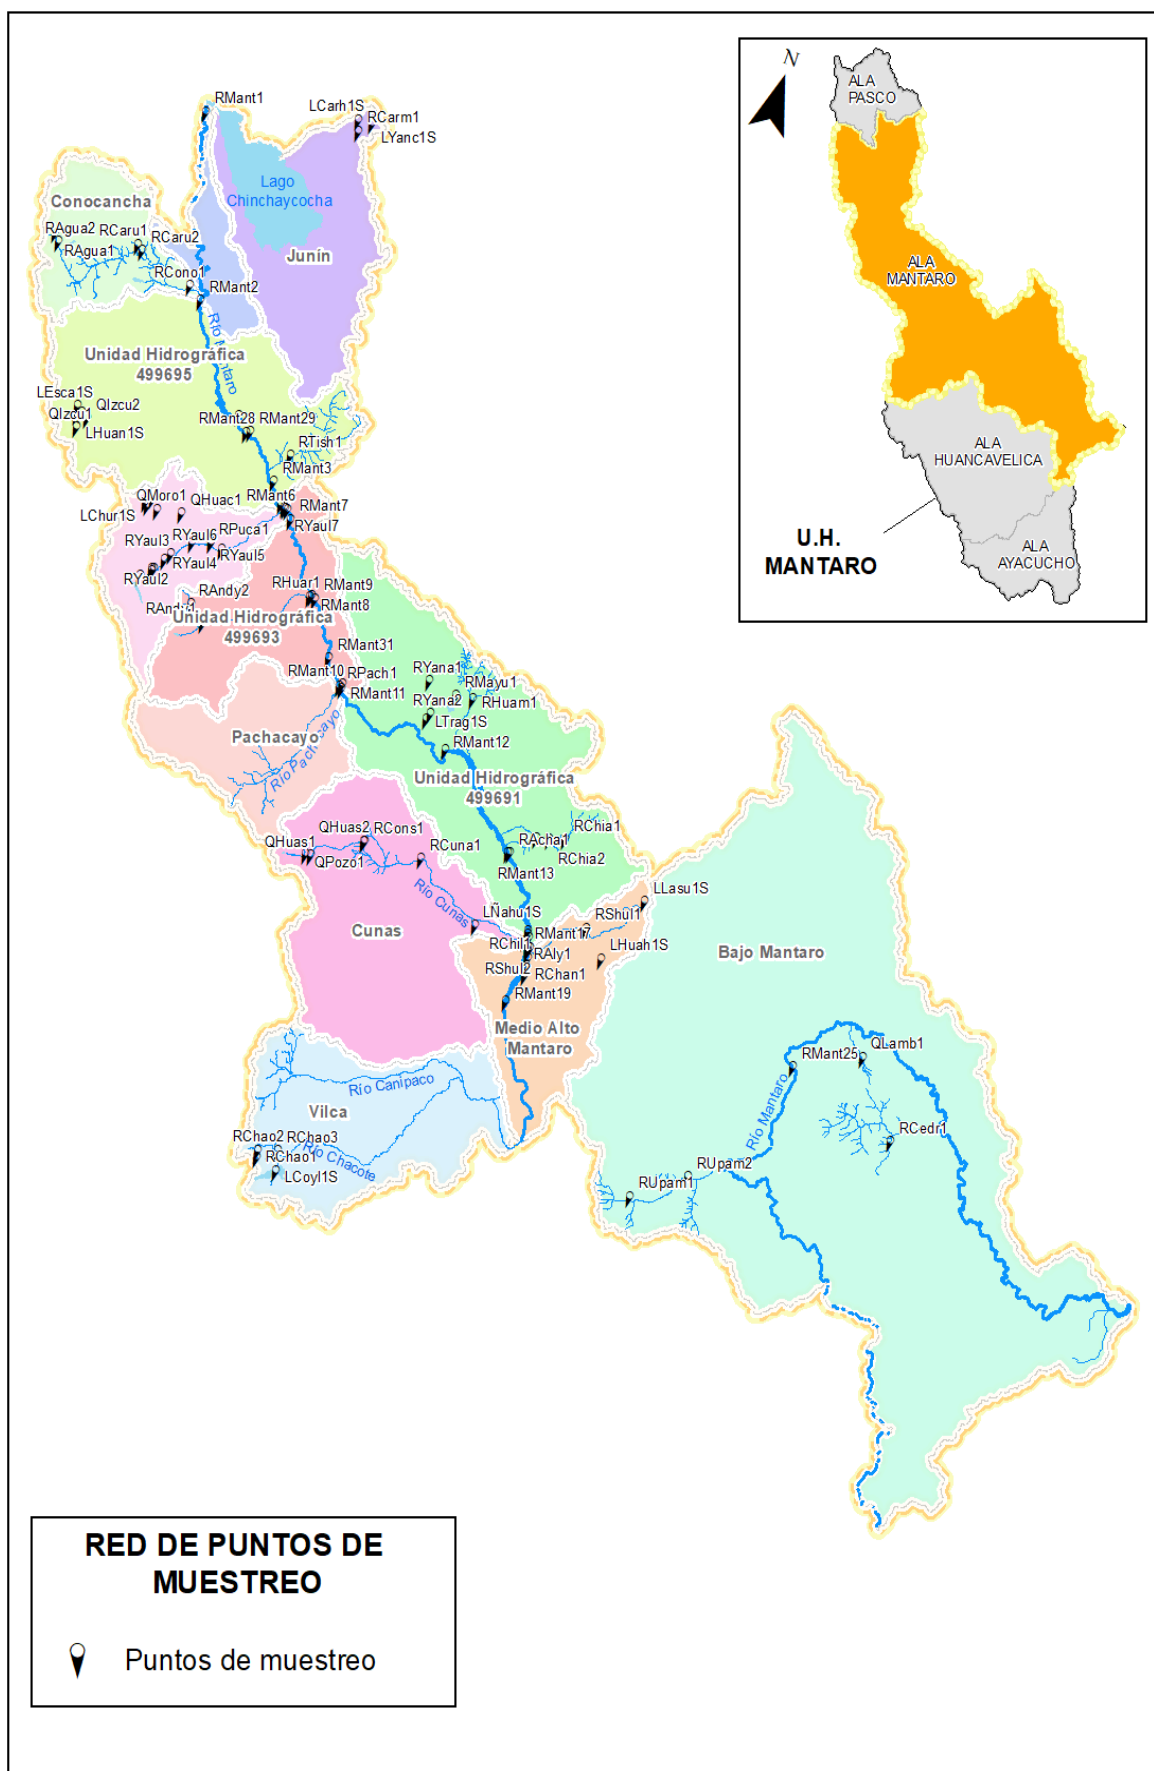 N
ALA
PASCO
ALA
MANTARO
ALA
HUANCAVELICA
U.H.
MANTARO
ALA
AYACUCHO
RMant1
LCarh1S
RCarm1
LYanc1S
Lago
Chinchaycocha
Conocancha
RAgua2
RCaru1
RCaru2
RAgua1
Junín
RCono1
RMant2
Río Mantaro
Unidad Hidrográfica
499695
LEsca1S
QIzcu2
QIzcu1
LHuan1S
RMant28
RMant29
RTish1
RMant3
QMoro1
QHuac1
RMant6
RMant7
LChur1S
RYaul7
RYaul3
RYaul6
RPuca1
RYaul5
RYaul4
RYaul2
RAndy2
RHuar1
RMant9
RMant8
RAndy1
Unidad Hidrográfica
499693
RMant31
RMant10
RPach1
RMant11
RYana1
RMayu1
RYana2
RHuam1
LTrag1S
Pachacayo
Río Pachacayo
RMant12
Unidad Hidrográfica
499691
QHuas2
RCons1
RChia1
RAcha1
QHuas1
QPozo1
RCuna1
RChia2
RMant13
Río Cunas
LLasu1S
LÑahu1S
RShul1
Cunas
RMant17
RChil1
RAly1
LHuah1S
RShul2
RChan1
RMant19
Bajo Mantaro
Medio Alto
Mantaro
RMant25
QLamb1
Río Canipaco
Río Mantaro
Vilca
RCedr1
RChao2
RChao3
RChao1
Río Chacote
LCoyl1S
RUpam2
RUpam1
RED DE PUNTOS DE
MUESTREO
Puntos de muestreo